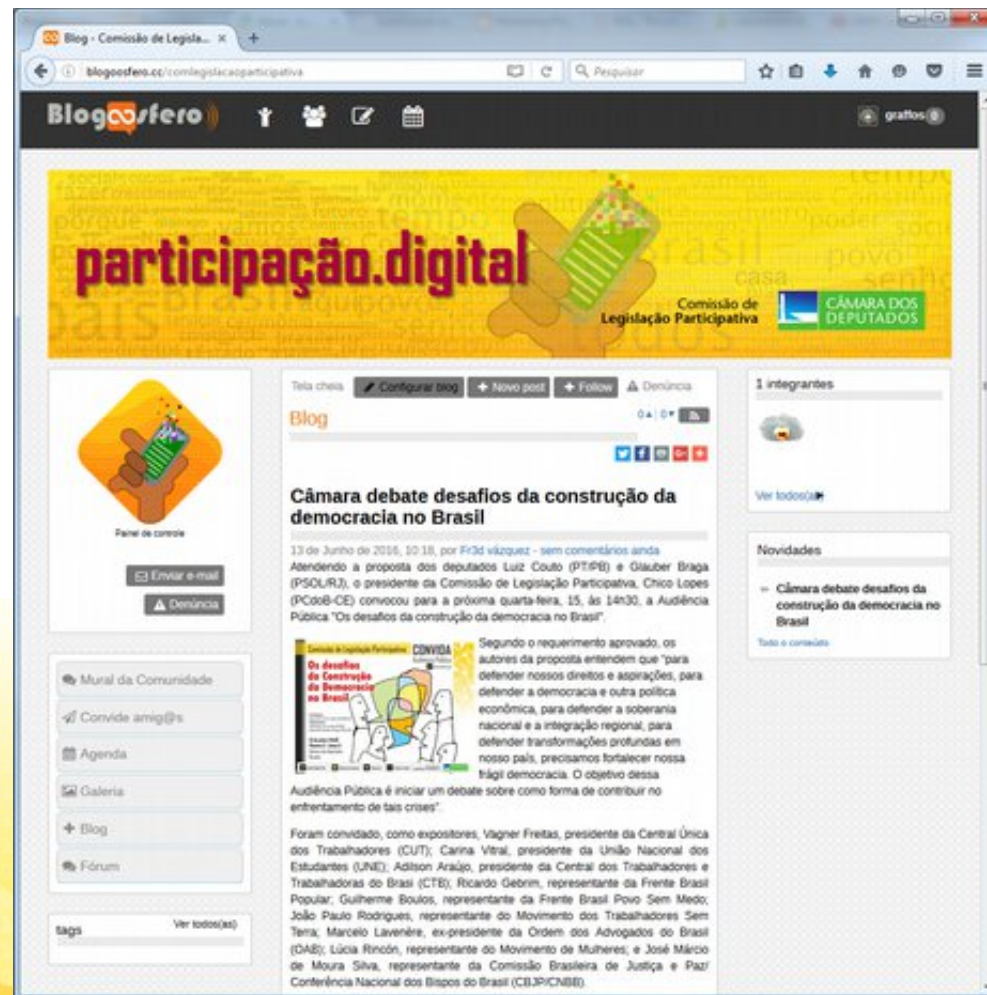 Blog - Comissão de Legisla...
blogoosfero.cc/comlegislacaoparticipativa
Pesquisar
Blogoosfero
graffos 0
participação.digital
Comissão de
Legislação Participativa
CÂMARA DOS
DEPUTADOS
Painel de controle
Enviar e-mail
Denúncia
Mural da Comunidade
Convide amig@s
Agenda
Galeria
Blog
Fórum
tags
Ver todos(as)
Tela cheia Configurar blog Novo post Follow Denúncia
Blog
0 0
Câmara debate desafios da construção da
democracia no Brasil
13 de Junho de 2016, 10:18, por Fr3d vázquez - sem comentários ainda
Atendendo a proposta dos deputados Luiz Couto (PT/PB) e Glauber Braga
(PSOL/RJ), o presidente da Comissão de Legislação Participativa, Chico Lopes
(PCdoB-CE) convocou para a próxima quarta-feira, 15, às 14h30, a Audiência
Pública "Os desafios da construção da democracia no Brasil".
Comissão de Legislação Participativa CONVIDA
Os desafios
da Construção
da Democracia
no Brasil
Segundo o requerimento aprovado, os
autores da proposta entendem que "para
defender nossos direitos e aspirações, para
defender a democracia e outra política
econômica, para defender a soberania
nacional e a integração regional, para
defender transformações profundas em
nosso país, precisamos fortalecer nossa
frágil democracia. O objetivo dessa
Audiência Pública é iniciar um debate sobre como forma de contribuir no
enfrentamento de tais crises".
Foram convidado, como expositores, Vagner Freitas, presidente da Central Única
dos Trabalhadores (CUT); Carina Vitral, presidente da União Nacional dos
Estudantes (UNE); Adilson Araújo, presidente da Central dos Trabalhadores e
Trabalhadoras do Brasi (CTB); Ricardo Gebrim, representante da Frente Brasil
Popular; Guilherme Boulos, representante da Frente Brasil Povo Sem Medo;
João Paulo Rodrigues, representante do Movimento dos Trabalhadores Sem
Terra; Marcelo Lavenère, ex-presidente da Ordem dos Advogados do Brasil
(OAB); Lúcia Rincón, representante do Movimento de Mulheres; e José Márcio
de Moura Silva, representante da Comissão Brasileira de Justiça e Paz/
Conferência Nacional dos Bispos do Brasil (CBJP/CNBB).
1 integrantes
Ver todos(as)
Novidades
Câmara debate desafios da
construção da democracia no
Brasil
Todo o conteúdo